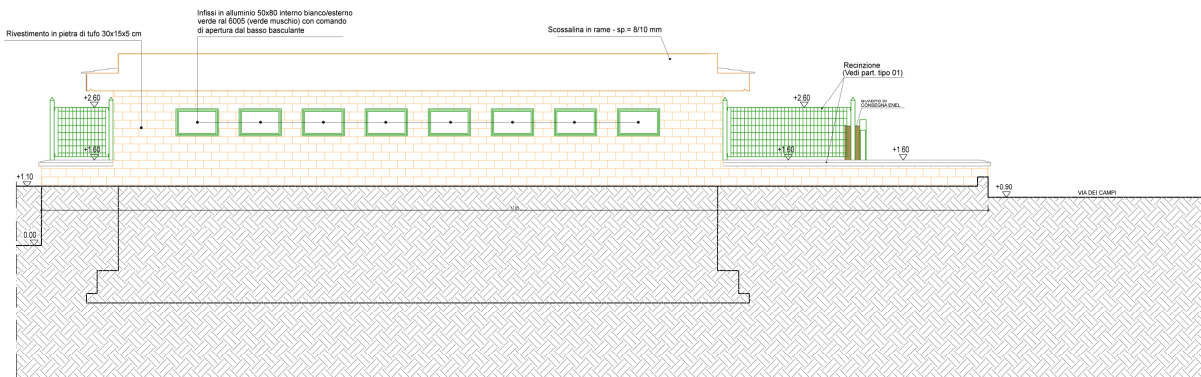 Infissi in alluminio 50x80 interno bianco/esterno
verde ral 6005 (verde muschio) con comando
di apertura dal basso basculante
Rivestimento in pietra di tufo 30x15x5 cm
Scossalina in rame - sp.= 8/10 mm
Recinzione
(Vedi part. tipo 01)
QUADRO DI
CONSEGNA ENEL
+2.60
+2.60
+1.60
+1.60
+1.60
+1.10
+0.90
VIA DEI CAMPI
0.00